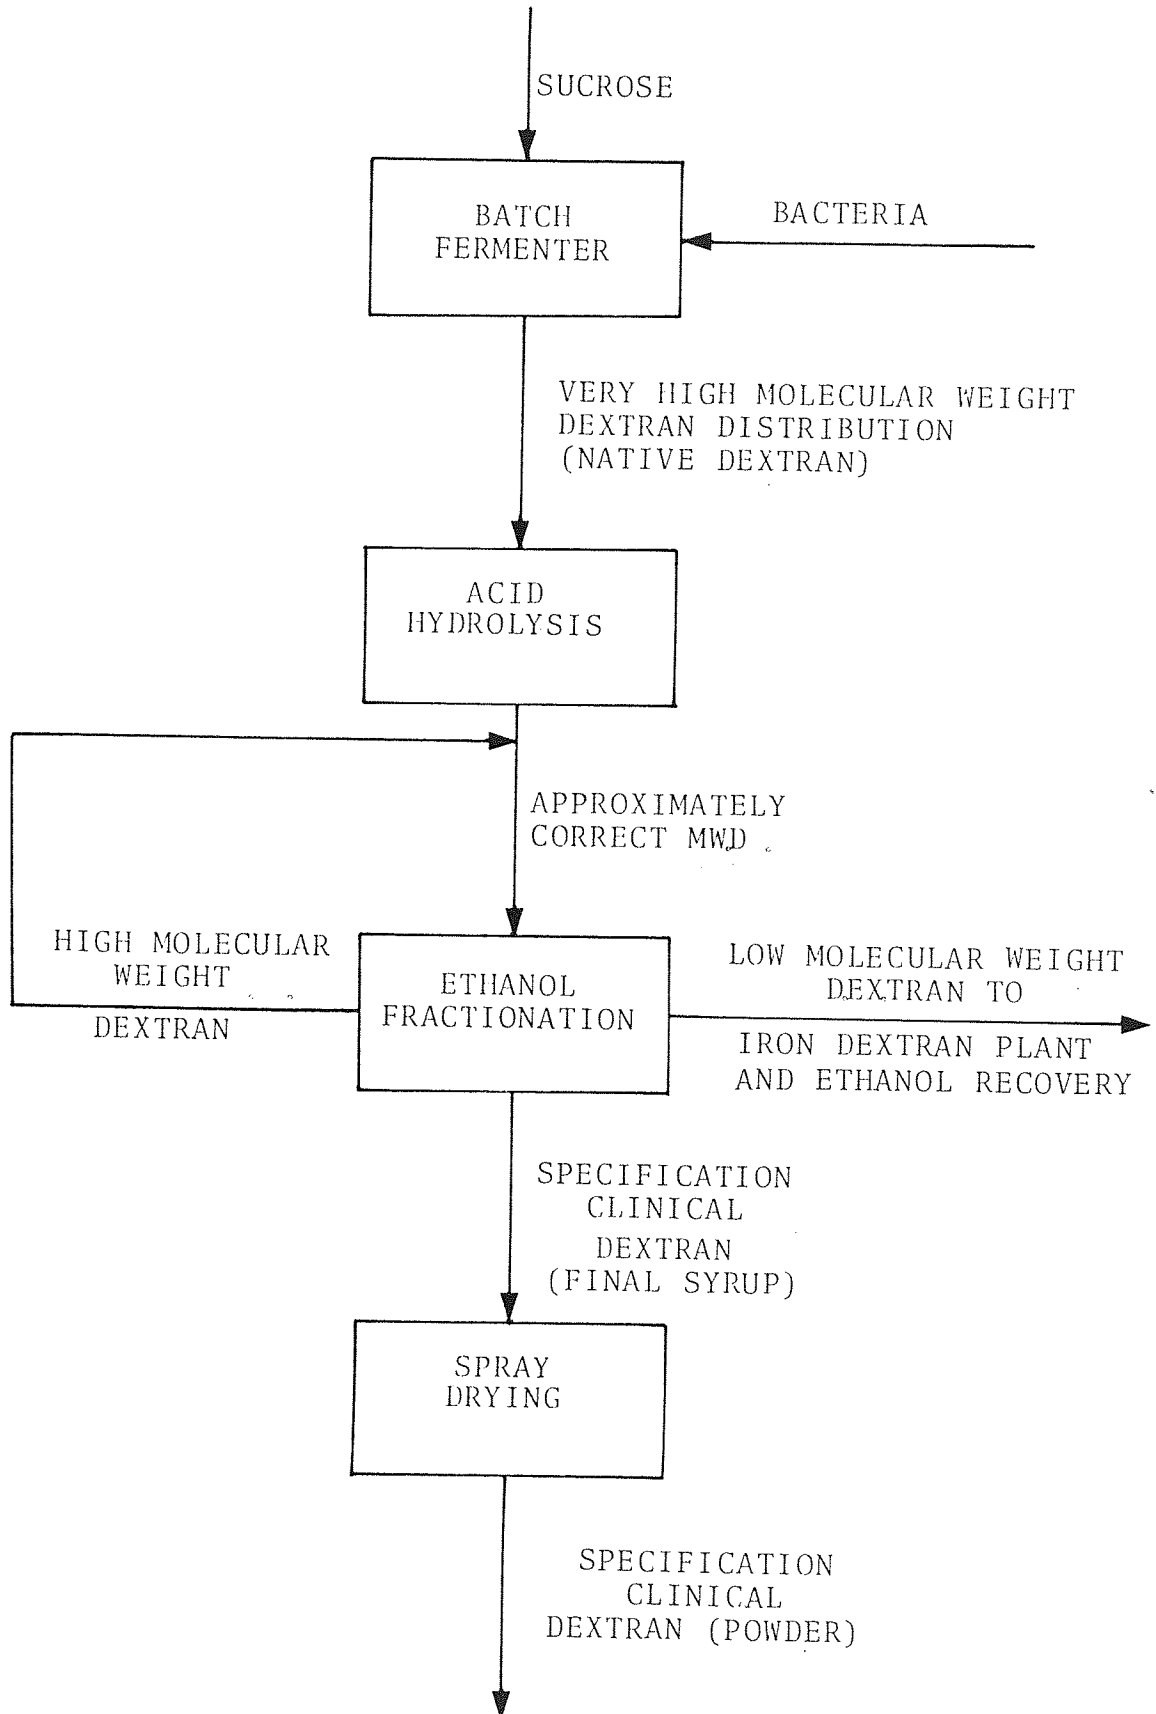 SUCROSE
BATCH
FERMENTER
BACTERIA
VERY HIGH MOLECULAR WEIGHT
DEXTRAN DISTRIBUTION
(NATIVE DEXTRAN)
ACID
HYDROLYSIS
APPROXIMATELY
CORRECT MWD
HIGH MOLECULAR
WEIGHT
DEXTRAN
ETHANOL
FRACTIONATION
LOW MOLECULAR WEIGHT
DEXTRAN TO
IRON DEXTRAN PLANT
AND ETHANOL RECOVERY
SPECIFICATION
CLINICAL
DEXTRAN
(FINAL SYRUP)
SPRAY
DRYING
SPECIFICATION
CLINICAL
DEXTRAN (POWDER)